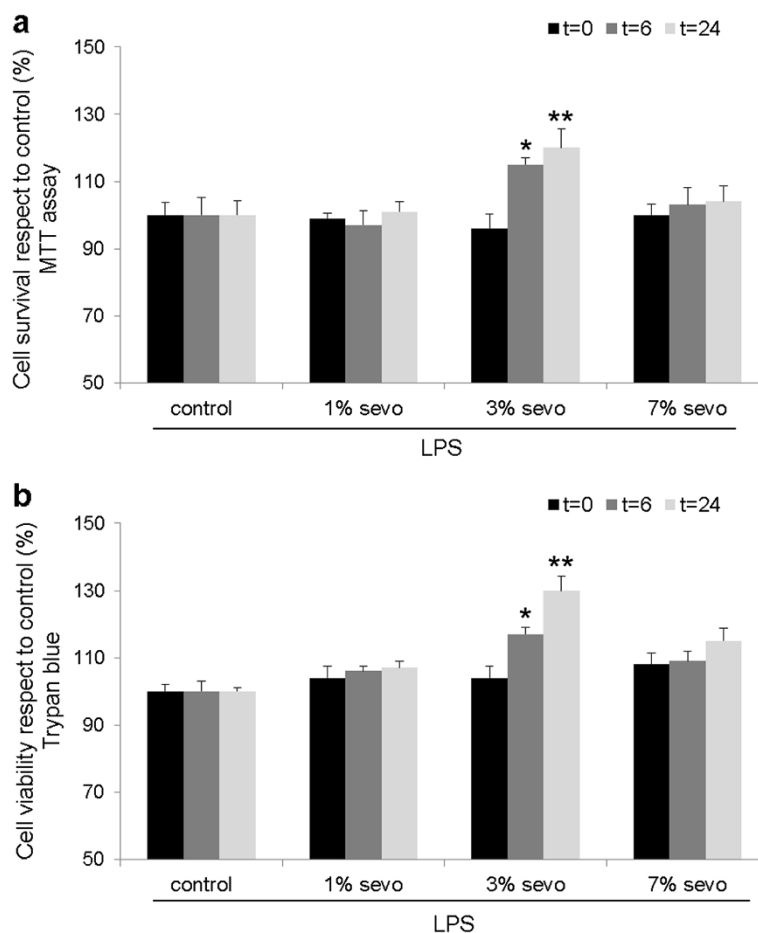 a
t=0 t=6 t=24
Cell survival respect to control (%)
MTT assay
150
130
110
90
70
50
* **
control 1% sevo 3% sevo 7% sevo
LPS
b
t=0 t=6 t=24
Cell viability respect to control (%)
Trypan blue
150
130
110
90
70
50
* **
control 1% sevo 3% sevo 7% sevo
LPS